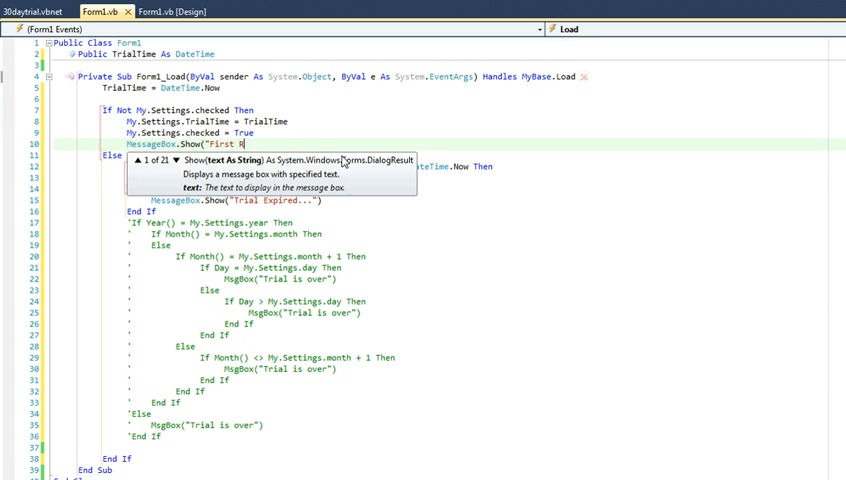 30daytrial.vbnet Form1.vb Form1.vb [Design]
(Form1 Events) Load
1 Public Class Form1
2 Public TrialTime As DateTime
3
4 Private Sub Form1_Load(ByVal sender As System.Object, ByVal e As System.EventArgs) Handles MyBase.Load
5 TrialTime = DateTime.Now
6
7 If Not My.Settings.checked Then
8 My.Settings.TrialTime = TrialTime
9 My.Settings.checked = True
10 MessageBox.Show("First R
11 Else
1 of 21 Show(text As String) As System.Windows.Forms.DialogResult
12 DateTime.Now Then
13 Displays a message box with specified text.
14 text: The text to display in the message box.
15 MessageBox.Show("Trial Expired...")
16 End If
17 'If Year() = My.Settings.year Then
18 ' If Month() = My.Settings.month Then
19 ' Else
20 ' If Month() = My.Settings.month + 1 Then
21 ' If Day = My.Settings.day Then
22 ' MsgBox("Trial is over")
23 ' Else
24 ' If Day > My.Settings.day Then
25 ' MsgBox("Trial is over")
26 ' End If
27 ' End If
28 ' Else
29 ' If Month() <> My.Settings.month + 1 Then
30 ' MsgBox("Trial is over")
31 ' End If
32 ' End If
33 ' End If
34 'Else
35 ' MsgBox("Trial is over")
36 'End If
37
38 End If
39 End Sub